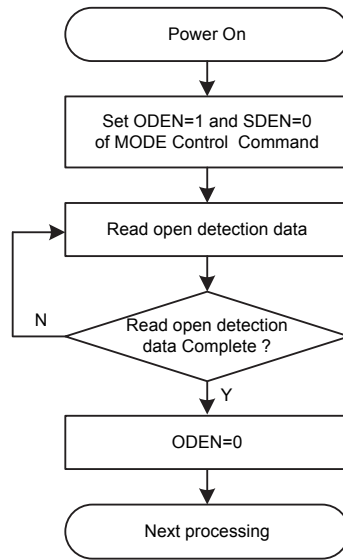 Power On
Set ODEN=1 and SDEN=0
of MODE Control  Command
Read open detection data
N
Read open detection
data Complete ?
Y
ODEN=0
Next processing